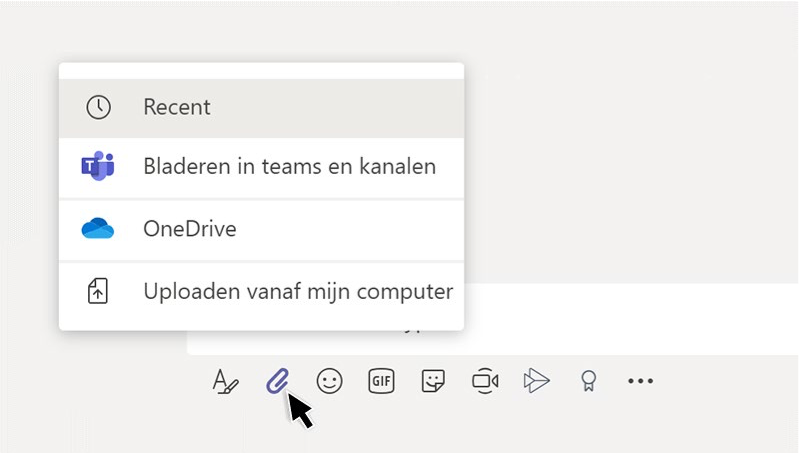 Recent
Bladeren in teams en kanalen
OneDrive
Uploaden vanaf mijn computer
GIF